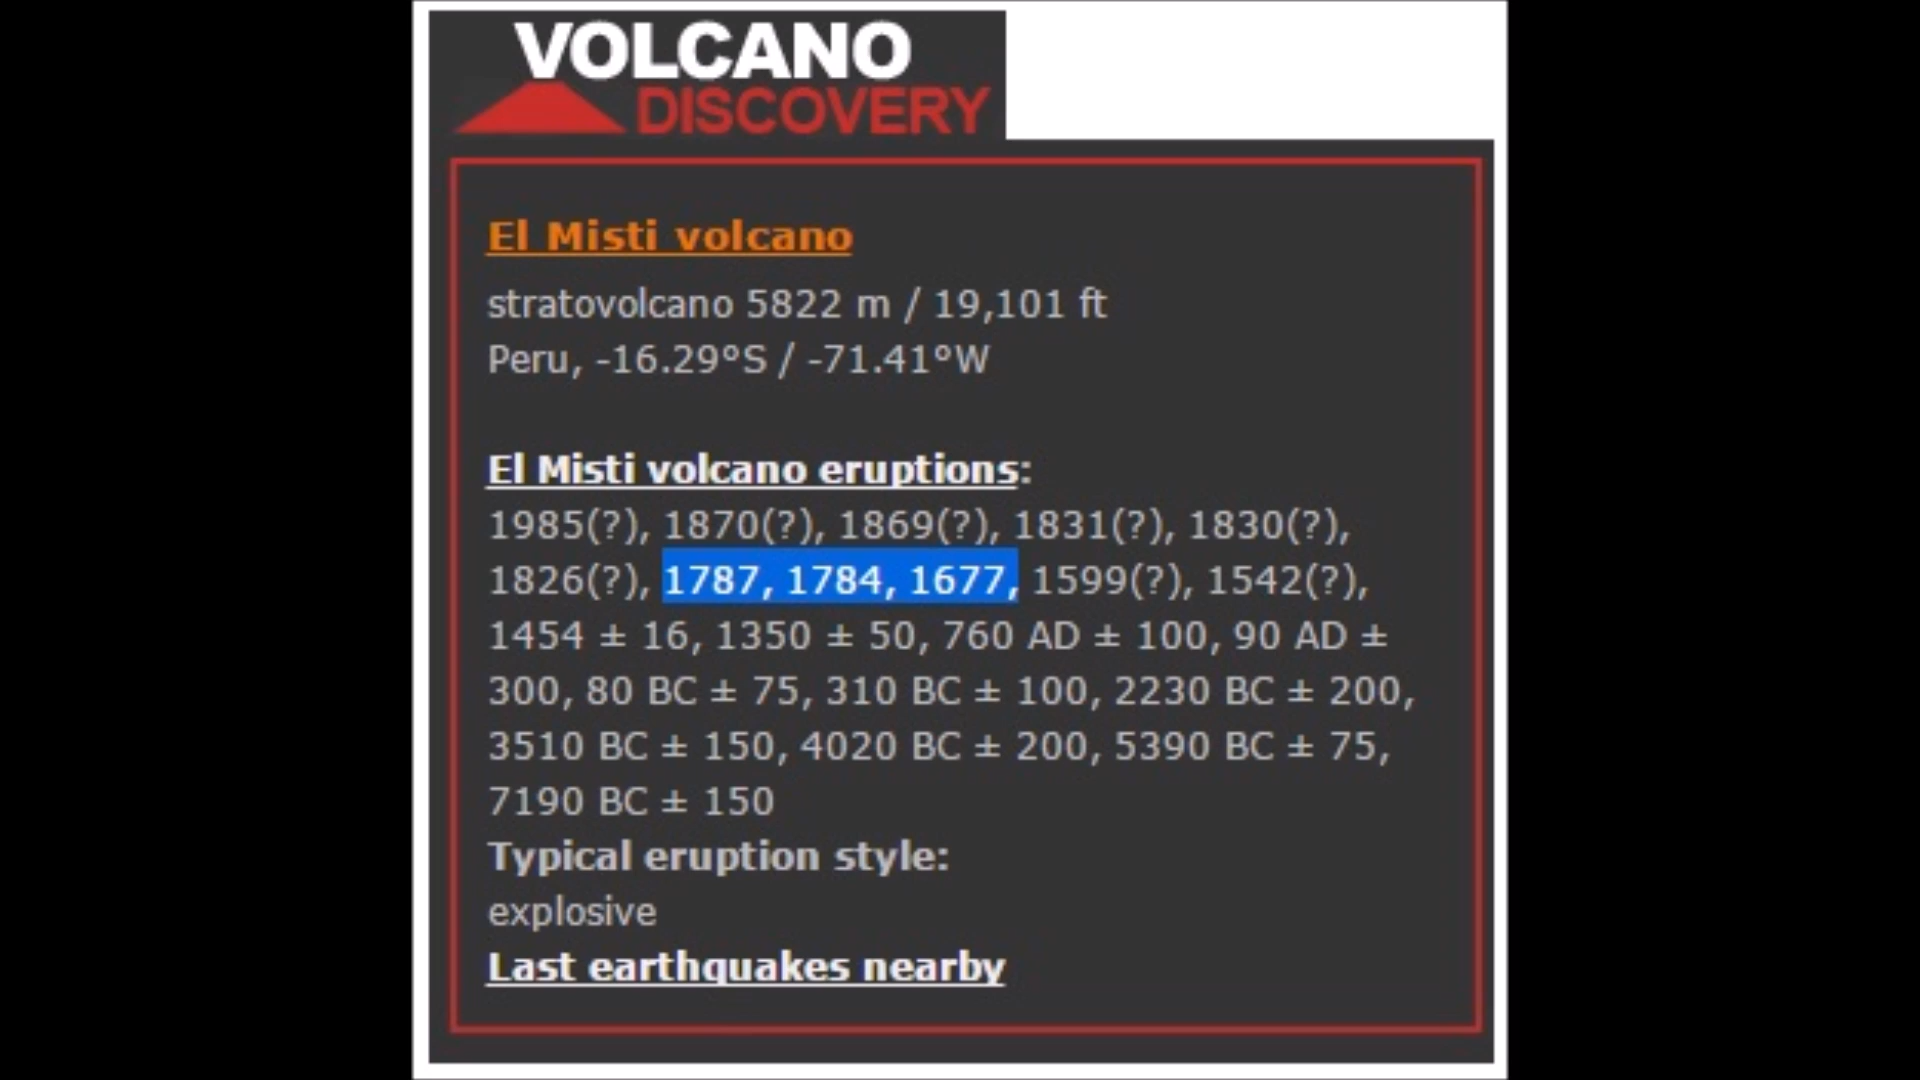 VOLCANO
DISCOVERY
El Misti volcano
stratovolcano 5822 m / 19,101 ft
Peru, -16.29°S / -71.41°W
El Misti volcano eruptions:
1985(?), 1870(?), 1869(?), 1831(?), 1830(?),
1826(?), 1787, 1784, 1677, 1599(?), 1542(?),
1454 ± 16, 1350 ± 50, 760 AD ± 100, 90 AD ±
300, 80 BC ± 75, 310 BC ± 100, 2230 BC ± 200,
3510 BC ± 150, 4020 BC ± 200, 5390 BC ± 75,
7190 BC ± 150
Typical eruption style:
explosive
Last earthquakes nearby